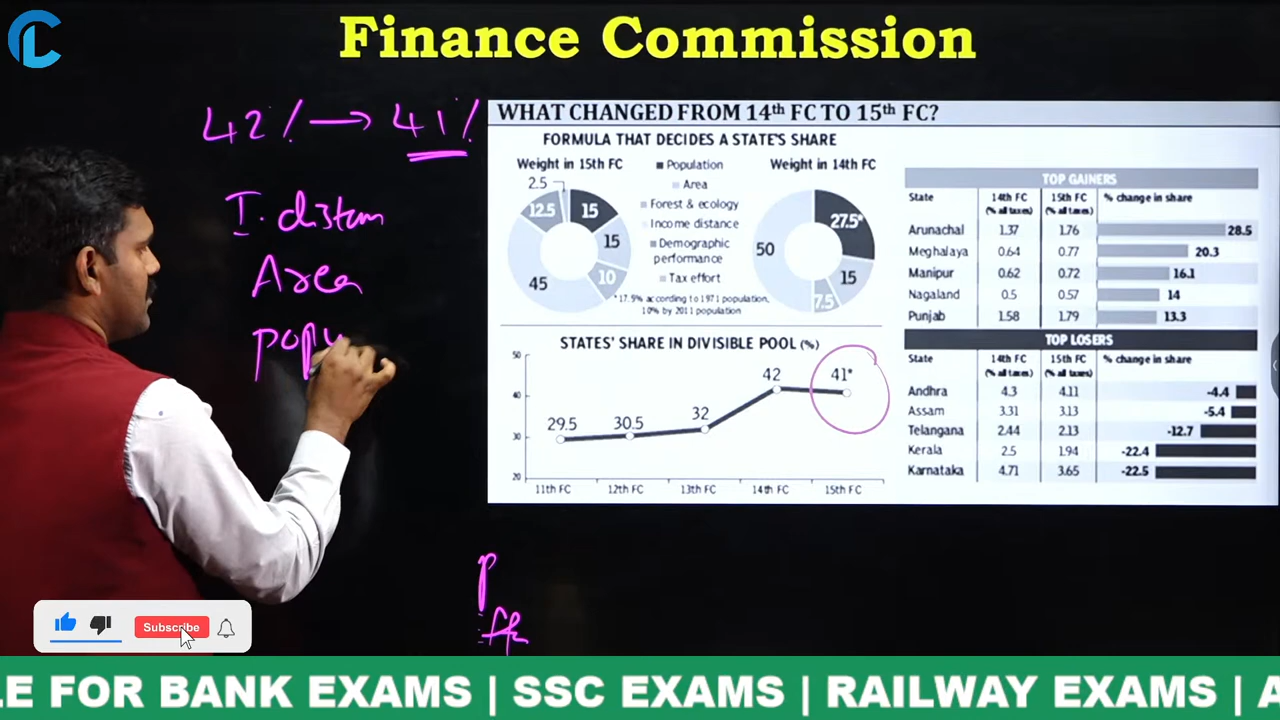 Finance Commission
42% → 41%
I. distan
Area
popu
WHAT CHANGED FROM 14th FC TO 15th FC?
FORMULA THAT DECIDES A STATE'S SHARE
Weight in 15th FC
2.5
12.5
15
15
10
45
Population
Area
Forest & ecology
Income distance
Demographic
performance
Tax effort
Weight in 14th FC
27.5*
50
15
7.5
*17.5% according to 1971 population,
10% by 2011 population
STATES' SHARE IN DIVISIBLE POOL (%)
50
40
30
20
29.5
30.5
32
42
41*
11th FC 12th FC 13th FC 14th FC 15th FC
TOP GAINERS
State 14th FC (% all taxes) 15th FC (% all taxes) % change in share
Arunachal 1.37 1.76 28.5
Meghalaya 0.64 0.77 20.3
Manipur 0.62 0.72 16.1
Nagaland 0.5 0.57 14
Punjab 1.58 1.79 13.3
TOP LOSERS
State 14th FC (% all taxes) 15th FC (% all taxes) % change in share
Andhra 4.3 4.11 -4.4
Assam 3.31 3.13 -5.4
Telangana 2.44 2.13 -12.7
Kerala 2.5 1.94 -22.4
Karnataka 4.71 3.65 -22.5
P
Subscribe
LE FOR BANK EXAMS | SSC EXAMS | RAILWAY EXAMS | A